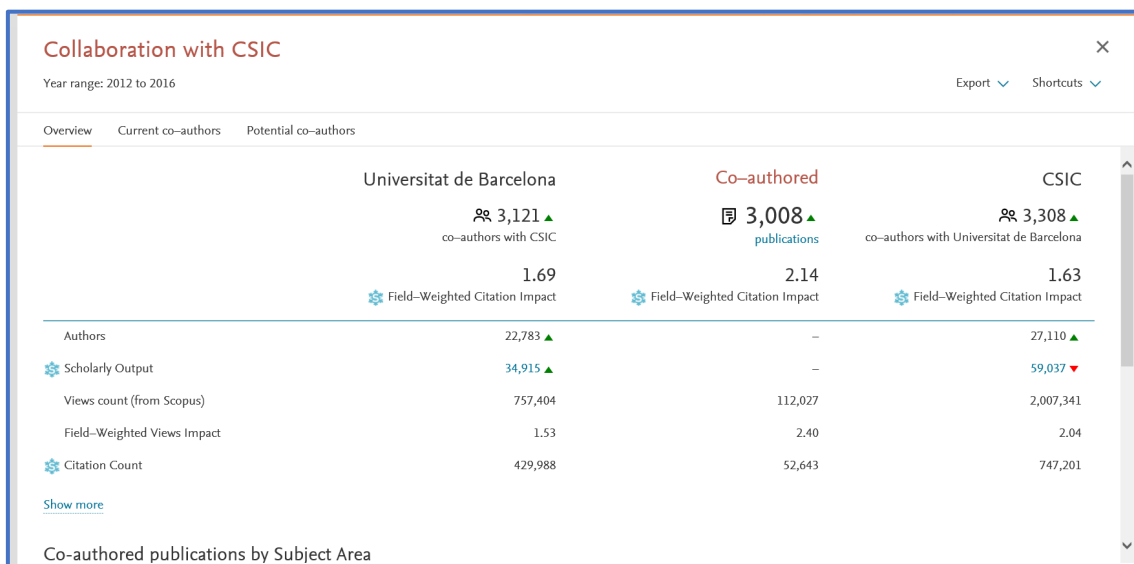 Collaboration with CSIC
Year range: 2012 to 2016
Export Shortcuts
Overview Current co–authors Potential co–authors
Universitat de Barcelona Co–authored CSIC
3,121 3,008 3,308
co–authors with CSIC publications co–authors with Universitat de Barcelona
1.69 2.14 1.63
Field–Weighted Citation Impact Field–Weighted Citation Impact Field–Weighted Citation Impact
Authors 22,783 – 27,110
Scholarly Output 34,915 – 59,037
Views count (from Scopus) 757,404 112,027 2,007,341
Field–Weighted Views Impact 1.53 2.40 2.04
Citation Count 429,988 52,643 747,201
Show more
Co-authored publications by Subject Area